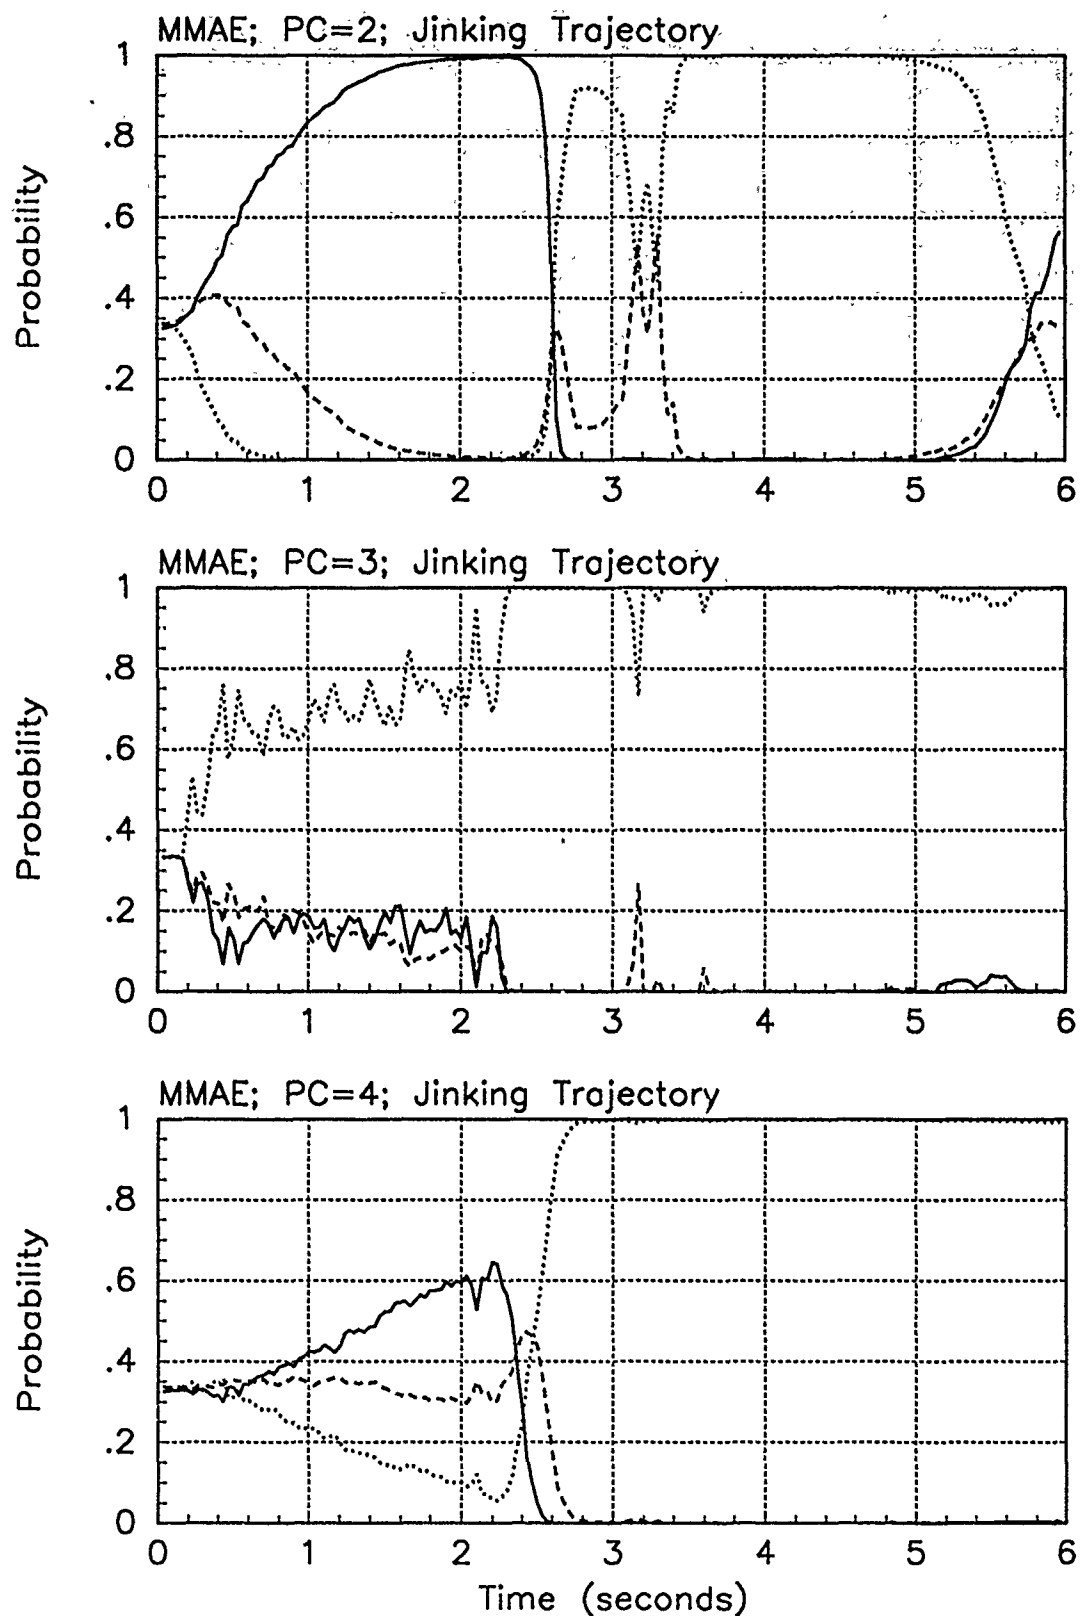 MMAE; PC=2; Jinking Trajectory
1
.8
.6
.4
.2
0
Probability
0 1 2 3 4 5 6
MMAE; PC=3; Jinking Trajectory
1
.8
.6
.4
.2
0
Probability
0 1 2 3 4 5 6
MMAE; PC=4; Jinking Trajectory
1
.8
.6
.4
.2
0
Probability
0 1 2 3 4 5 6
Time (seconds)